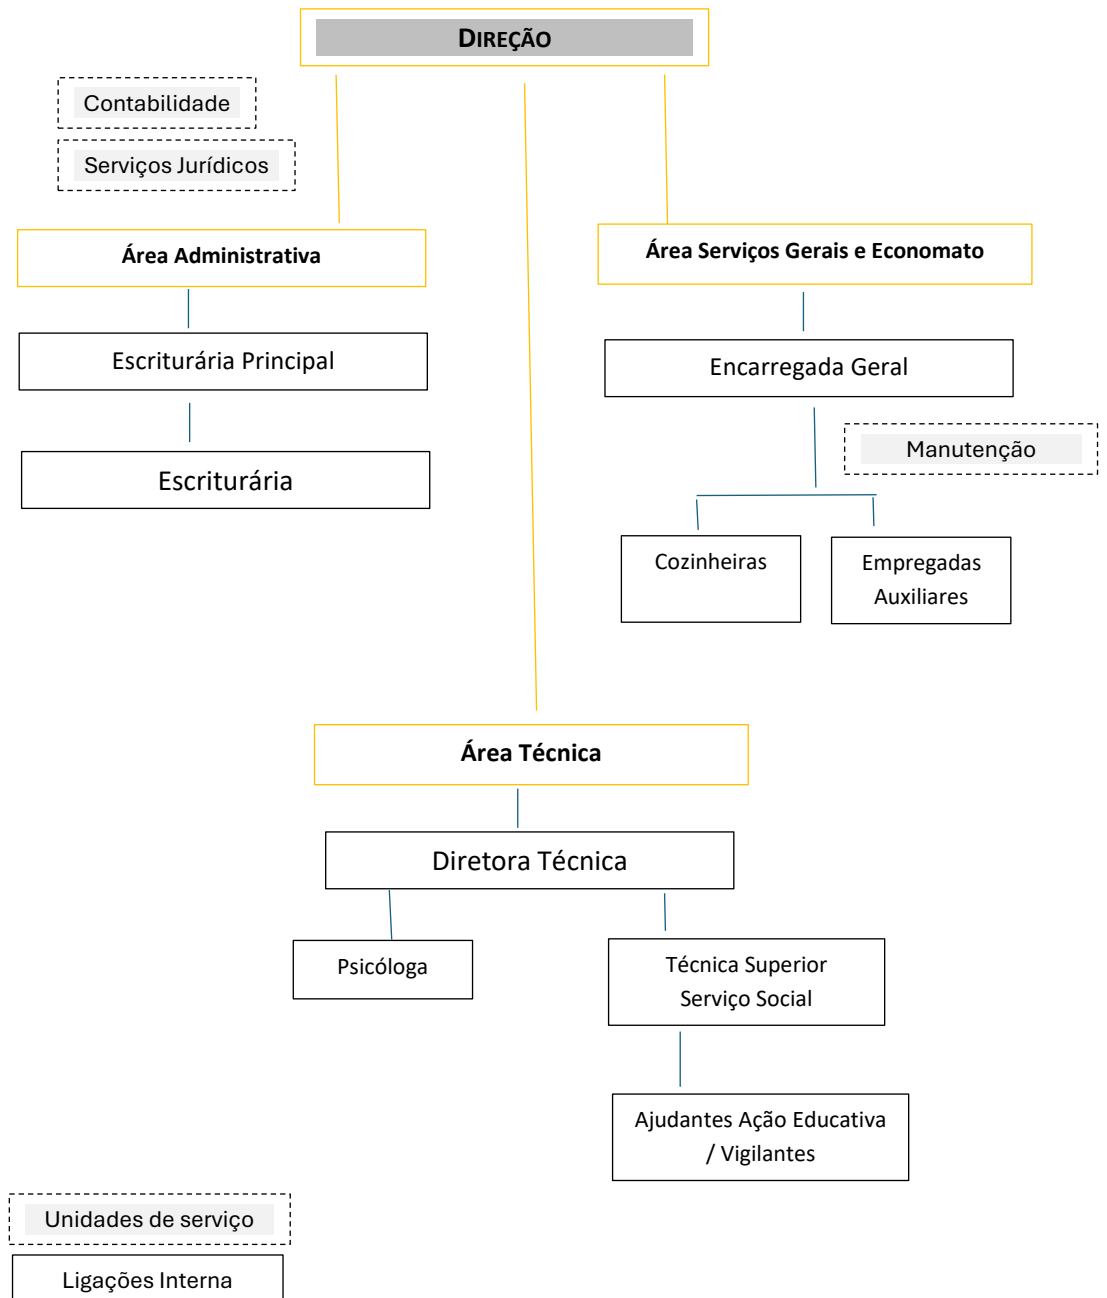 DIREÇÃO
Contabilidade
Serviços Jurídicos
Área Administrativa
Área Serviços Gerais e Economato
Escriturária Principal
Encarregada Geral
Manutenção
Escriturária
Cozinheiras
Empregadas
Auxiliares
Área Técnica
Diretora Técnica
Psicóloga
Técnica Superior
Serviço Social
Ajudantes Ação Educativa
/ Vigilantes
Unidades de serviço
Ligações Interna